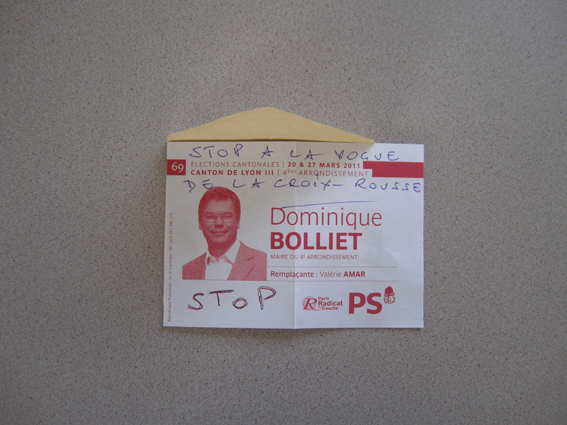 STOP A LA VOGUE
69 ÉLECTIONS CANTONALES | 20 & 27 MARS 2011
CANTON DE LYON III | 4ÈME ARRONDISSEMENT
DE LA CROIX-ROUSSE
Dominique
BOLLIET
MAIRE DU 4E ARRONDISSEMENT
Remplaçante : Valérie AMAR
STOP
R Parti
Radical
de Gauche
PS